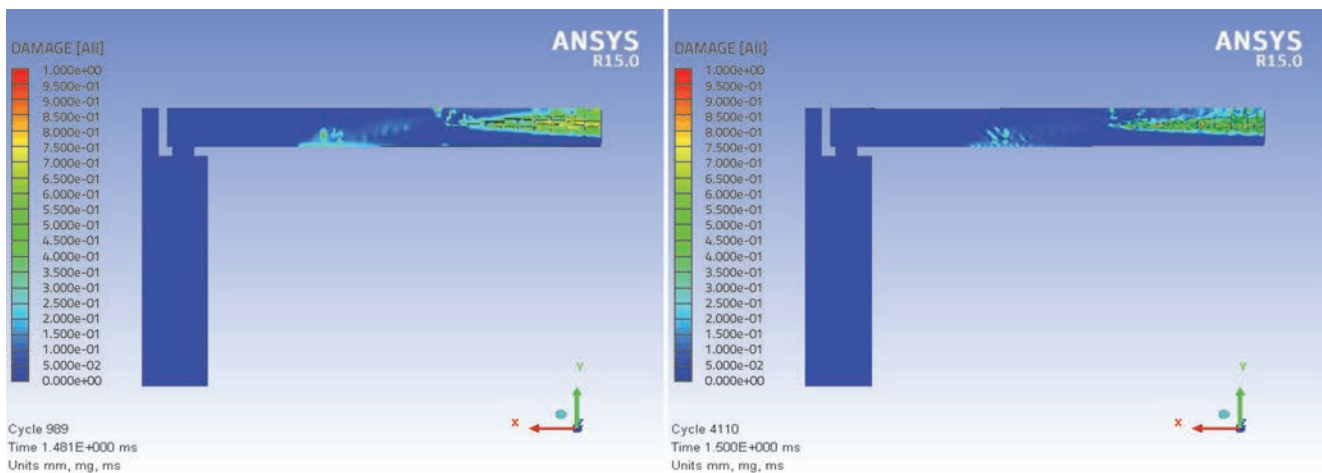 DAMAGE [All]
1.000e+00
9.500e-01
9.000e-01
8.500e-01
8.000e-01
7.500e-01
7.000e-01
6.500e-01
6.000e-01
5.500e-01
5.000e-01
4.500e-01
4.000e-01
3.500e-01
3.000e-01
2.500e-01
2.000e-01
1.500e-01
1.000e-01
5.000e-02
0.000e+00
ANSYS
R15.0
Y
X
Z
Cycle 989
Time 1.481E+000 ms
Units mm, mg, ms
DAMAGE [All]
1.000e+00
9.500e-01
9.000e-01
8.500e-01
8.000e-01
7.500e-01
7.000e-01
6.500e-01
6.000e-01
5.500e-01
5.000e-01
4.500e-01
4.000e-01
3.500e-01
3.000e-01
2.500e-01
2.000e-01
1.500e-01
1.000e-01
5.000e-02
0.000e+00
ANSYS
R15.0
Y
X
Z
Cycle 4110
Time 1.500E+000 ms
Units mm, mg, ms